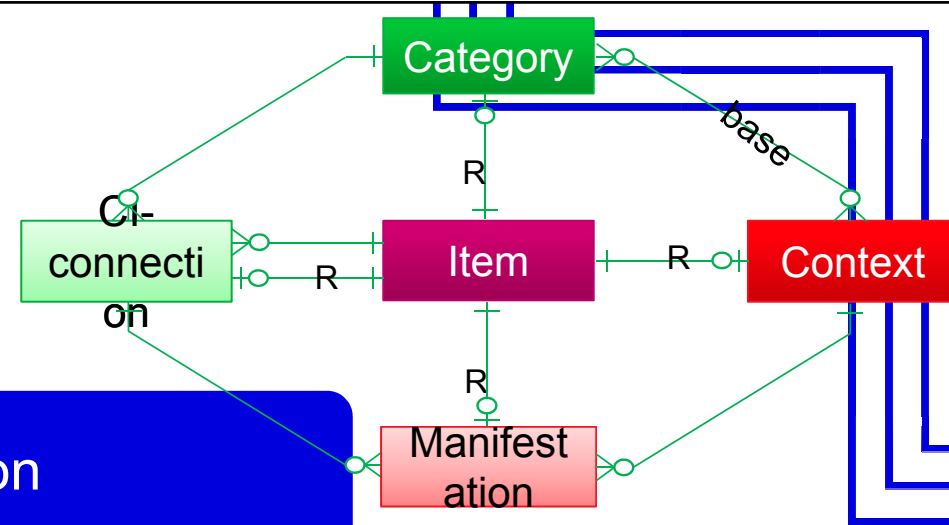 Category
base
R
CI-
connecti
on
R
Item
R
Context
R
Manifest
ation
on